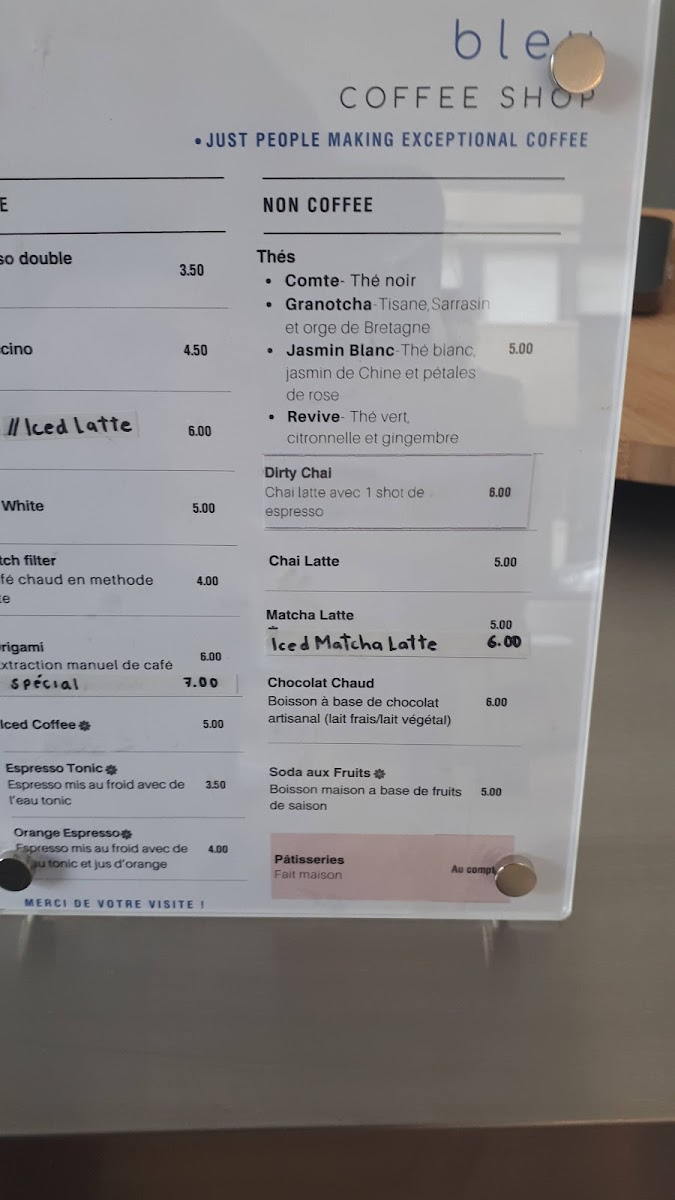 COFFEE SHOP
•JUST PEOPLE MAKING EXCEPTIONAL COFFEE
double
3.50
4.50
// Iced Latte
6.00
White
5.00
filter
chaud en methode
4.00
6.00
manuel de café
spécial
7.00
Iced Coffee
5.00
Espresso Tonic
Espresso mis au froid avec de
3.50
l'eau tonic
Orange Espresso
Espresso mis au froid avec de
4.00
tonic et jus d'orange
MERCI DE VOTRE VISITE !
NON COFFEE
Thés
• Comte- Thé noir
• Granotcha-Tisane,Sarrasin
et orge de Bretagne
• Jasmin Blanc-Thé blanc,
5.00
jasmin de Chine et pétales
de rose
• Revive- Thé vert,
citronnelle et gingembre
Dirty Chai
Chai latte avec 1 shot de
6.00
espresso
Chai Latte
5.00
Matcha Latte
5.00
Iced Matcha Latte
6.00
Chocolat Chaud
Boisson à base de chocolat
6.00
artisanal (lait frais/lait végétal)
Soda aux Fruits
Boisson maison a base de fruits
5.00
de saison
Pâtisseries
Au
Fait maison